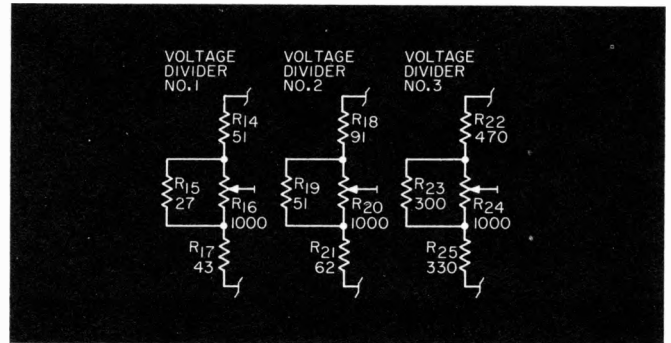 VOLTAGE
DIVIDER
NO.1
VOLTAGE
DIVIDER
NO.2
VOLTAGE
DIVIDER
NO.3
R14
51
R18
91
R22
470
R15
27
R16
1000
R19
51
R20
1000
R23
300
R24
1000
R17
43
R21
62
R25
330